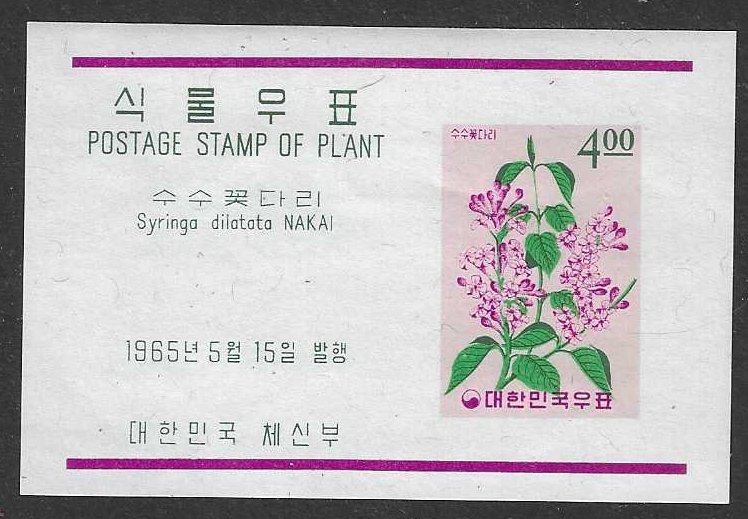 식물우표
POSTAGE STAMP OF PLANT
수수꽃다리
Syringa dilatata NAKAI
1965년 5월 15일 발행
대한민국 체신부
수수꽃다리
4.00
대한민국우표